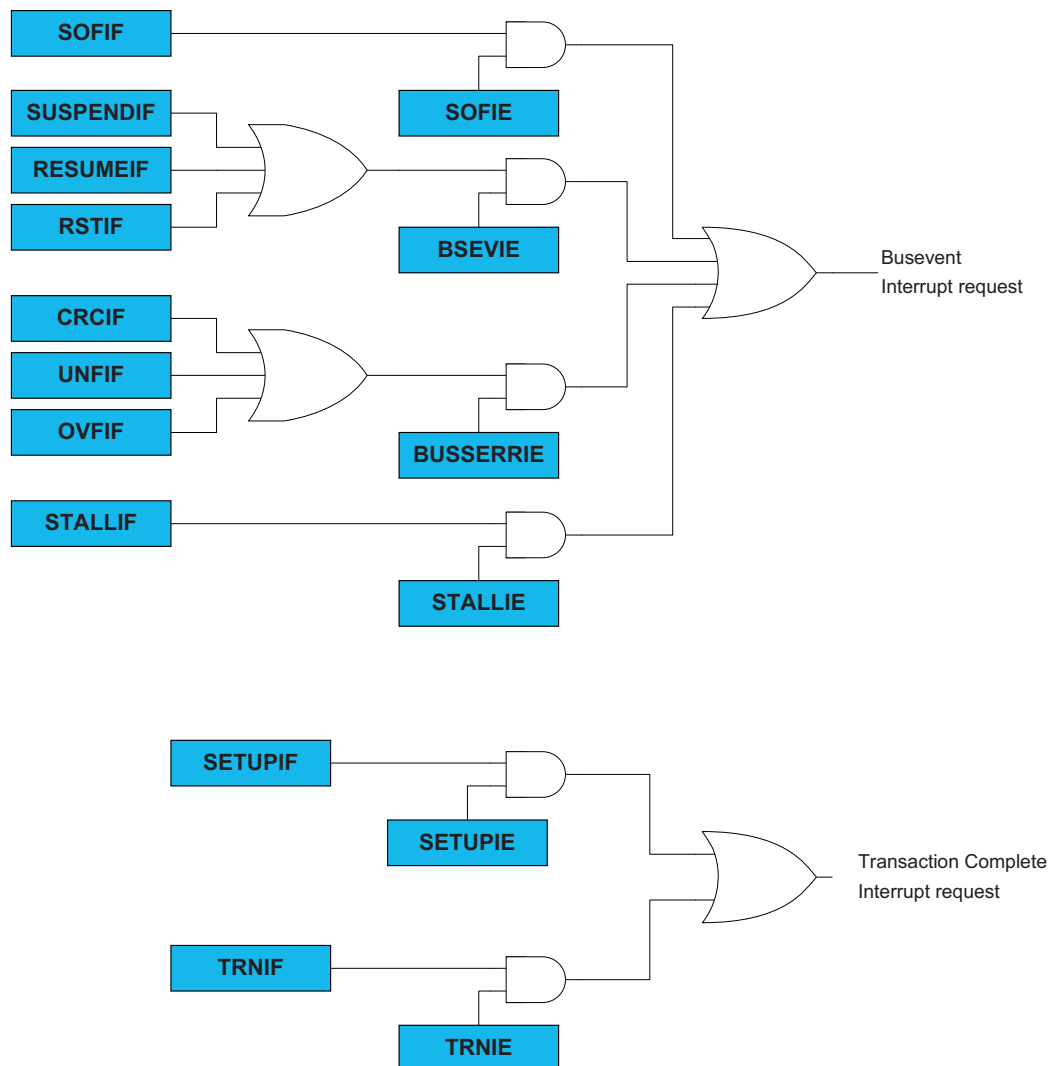 SOFIF
SOFIE
SUSPENDIF
RESUMEIF
RSTIF
BSEVIE
Busevent
Interrupt request
CRCIF
UNFIF
OVFIF
BUSSERRIE
STALLIF
STALLIE
SETUPIF
SETUPIE
Transaction Complete
Interrupt request
TRNIF
TRNIE